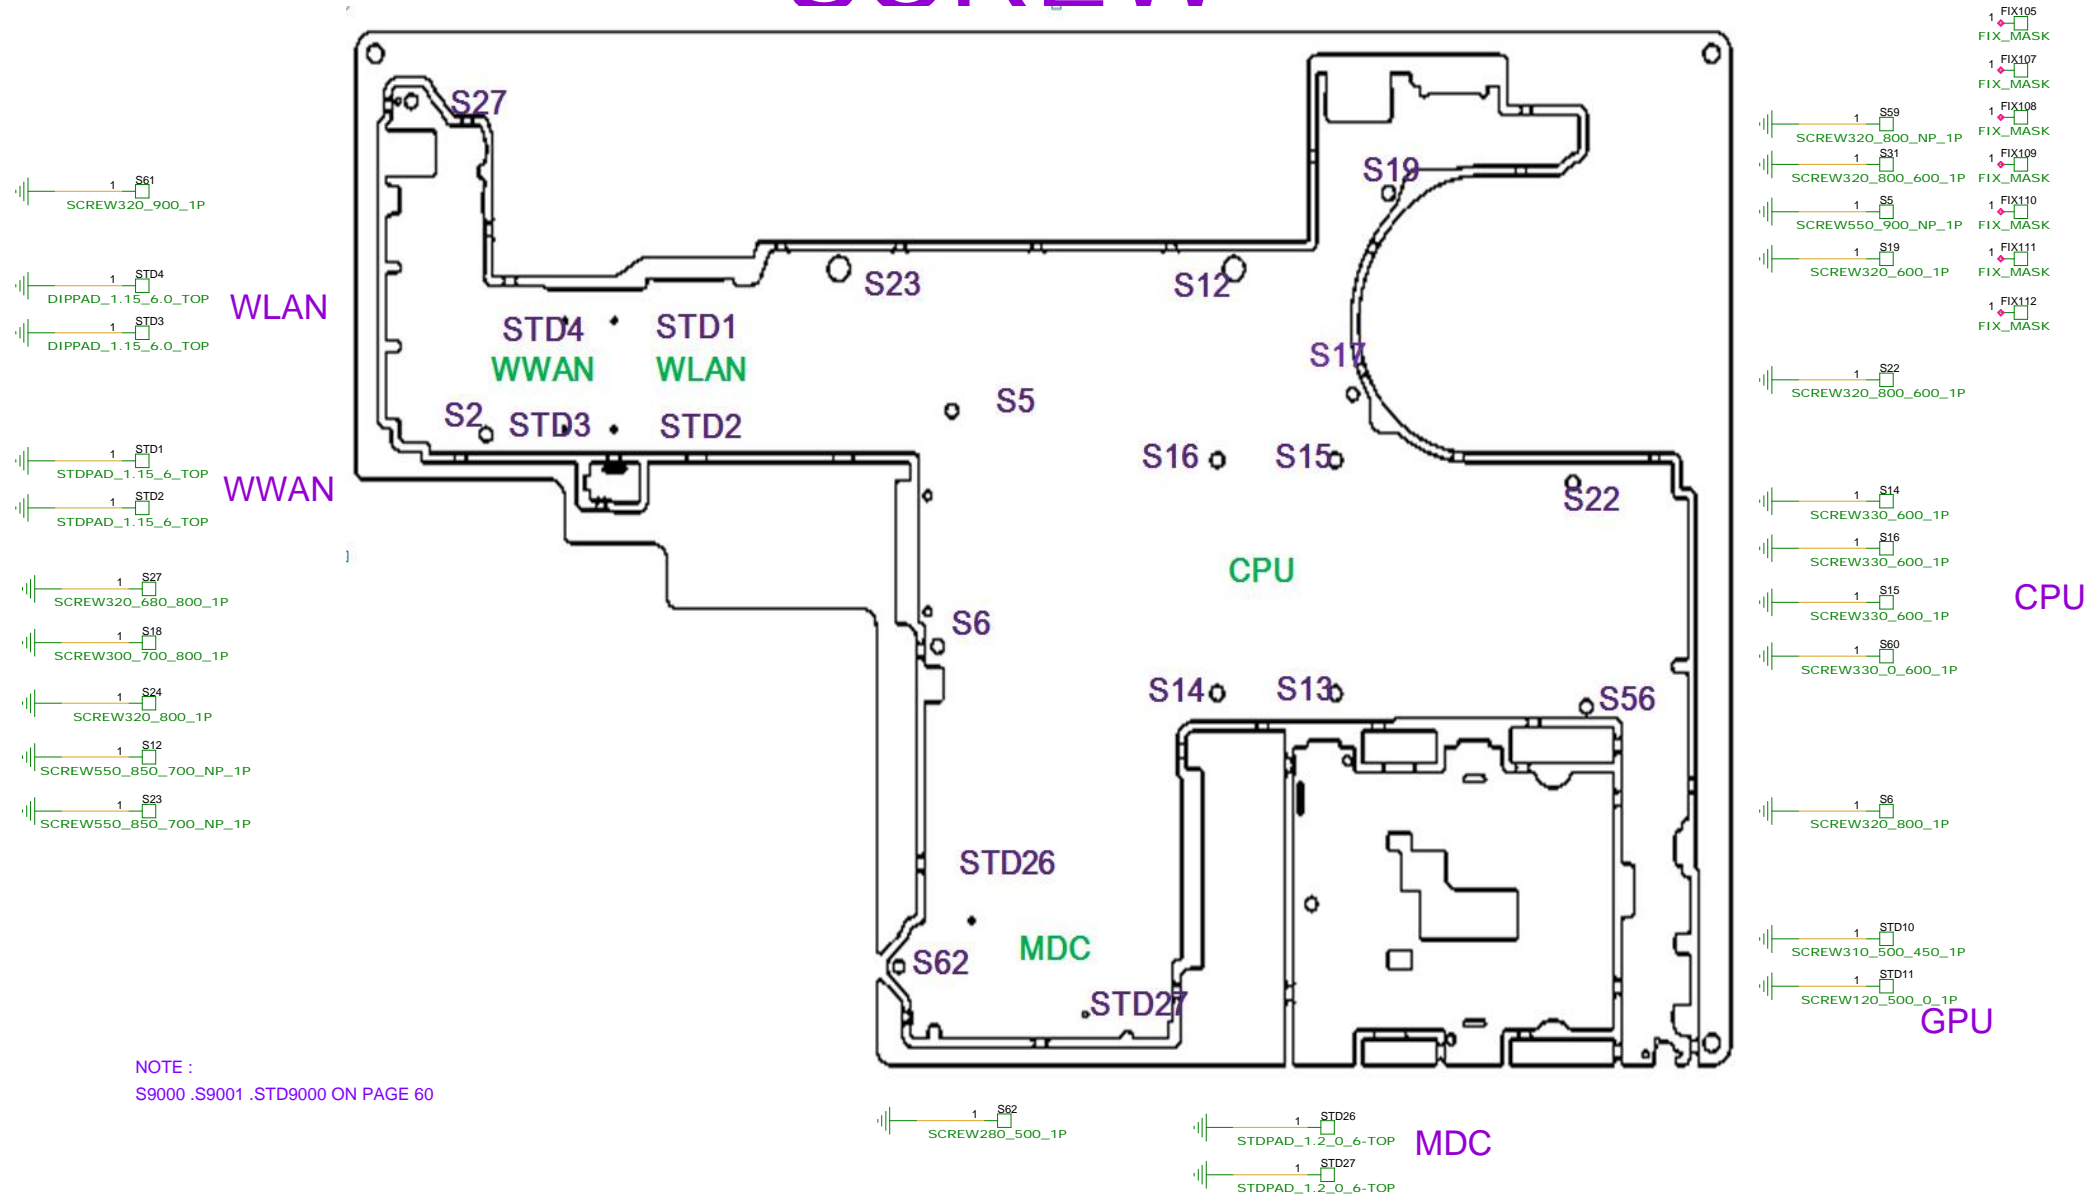 SCREW
1 S61
SCREW320_900_1P
1 STD4
DIPPAD_1.15_6.0_TOP
1 STD3
DIPPAD_1.15_6.0_TOP
WLAN
1 STD1
STDPAD_1.15_6_TOP
1 STD2
STDPAD_1.15_6_TOP
WWAN
1 S27
SCREW320_680_800_1P
1 S18
SCREW300_700_800_1P
1 S24
SCREW320_800_1P
1 S12
SCREW550_850_700_NP_1P
1 S23
SCREW550_850_700_NP_1P
NOTE :
S9000 .S9001 .STD9000 ON PAGE 60
S27
S19
S23
S12
STD4
STD1
WWAN
WLAN
S17
S2
STD3
STD2
S5
S16
S15
S22
CPU
S6
S14
S13
S56
STD26
MDC
S62
STD27
1 S59
SCREW320_800_NP_1P
1 S31
SCREW320_800_600_1P
1 S5
SCREW550_900_NP_1P
1 S19
SCREW320_600_1P
1 S22
SCREW320_800_600_1P
1 S14
SCREW330_600_1P
1 S16
SCREW330_600_1P
1 S15
SCREW330_600_1P
1 S60
SCREW330_0_600_1P
CPU
1 S6
SCREW320_800_1P
1 STD10
SCREW310_500_450_1P
1 STD11
SCREW120_500_0_1P
GPU
1 FIX105
FIX_MASK
1 FIX107
FIX_MASK
1 FIX108
FIX_MASK
1 FIX109
FIX_MASK
1 FIX110
FIX_MASK
1 FIX111
FIX_MASK
1 FIX112
FIX_MASK
1 S62
SCREW280_500_1P
1 STD26
STDPAD_1.2_0_6-TOP
1 STD27
STDPAD_1.2_0_6-TOP
MDC